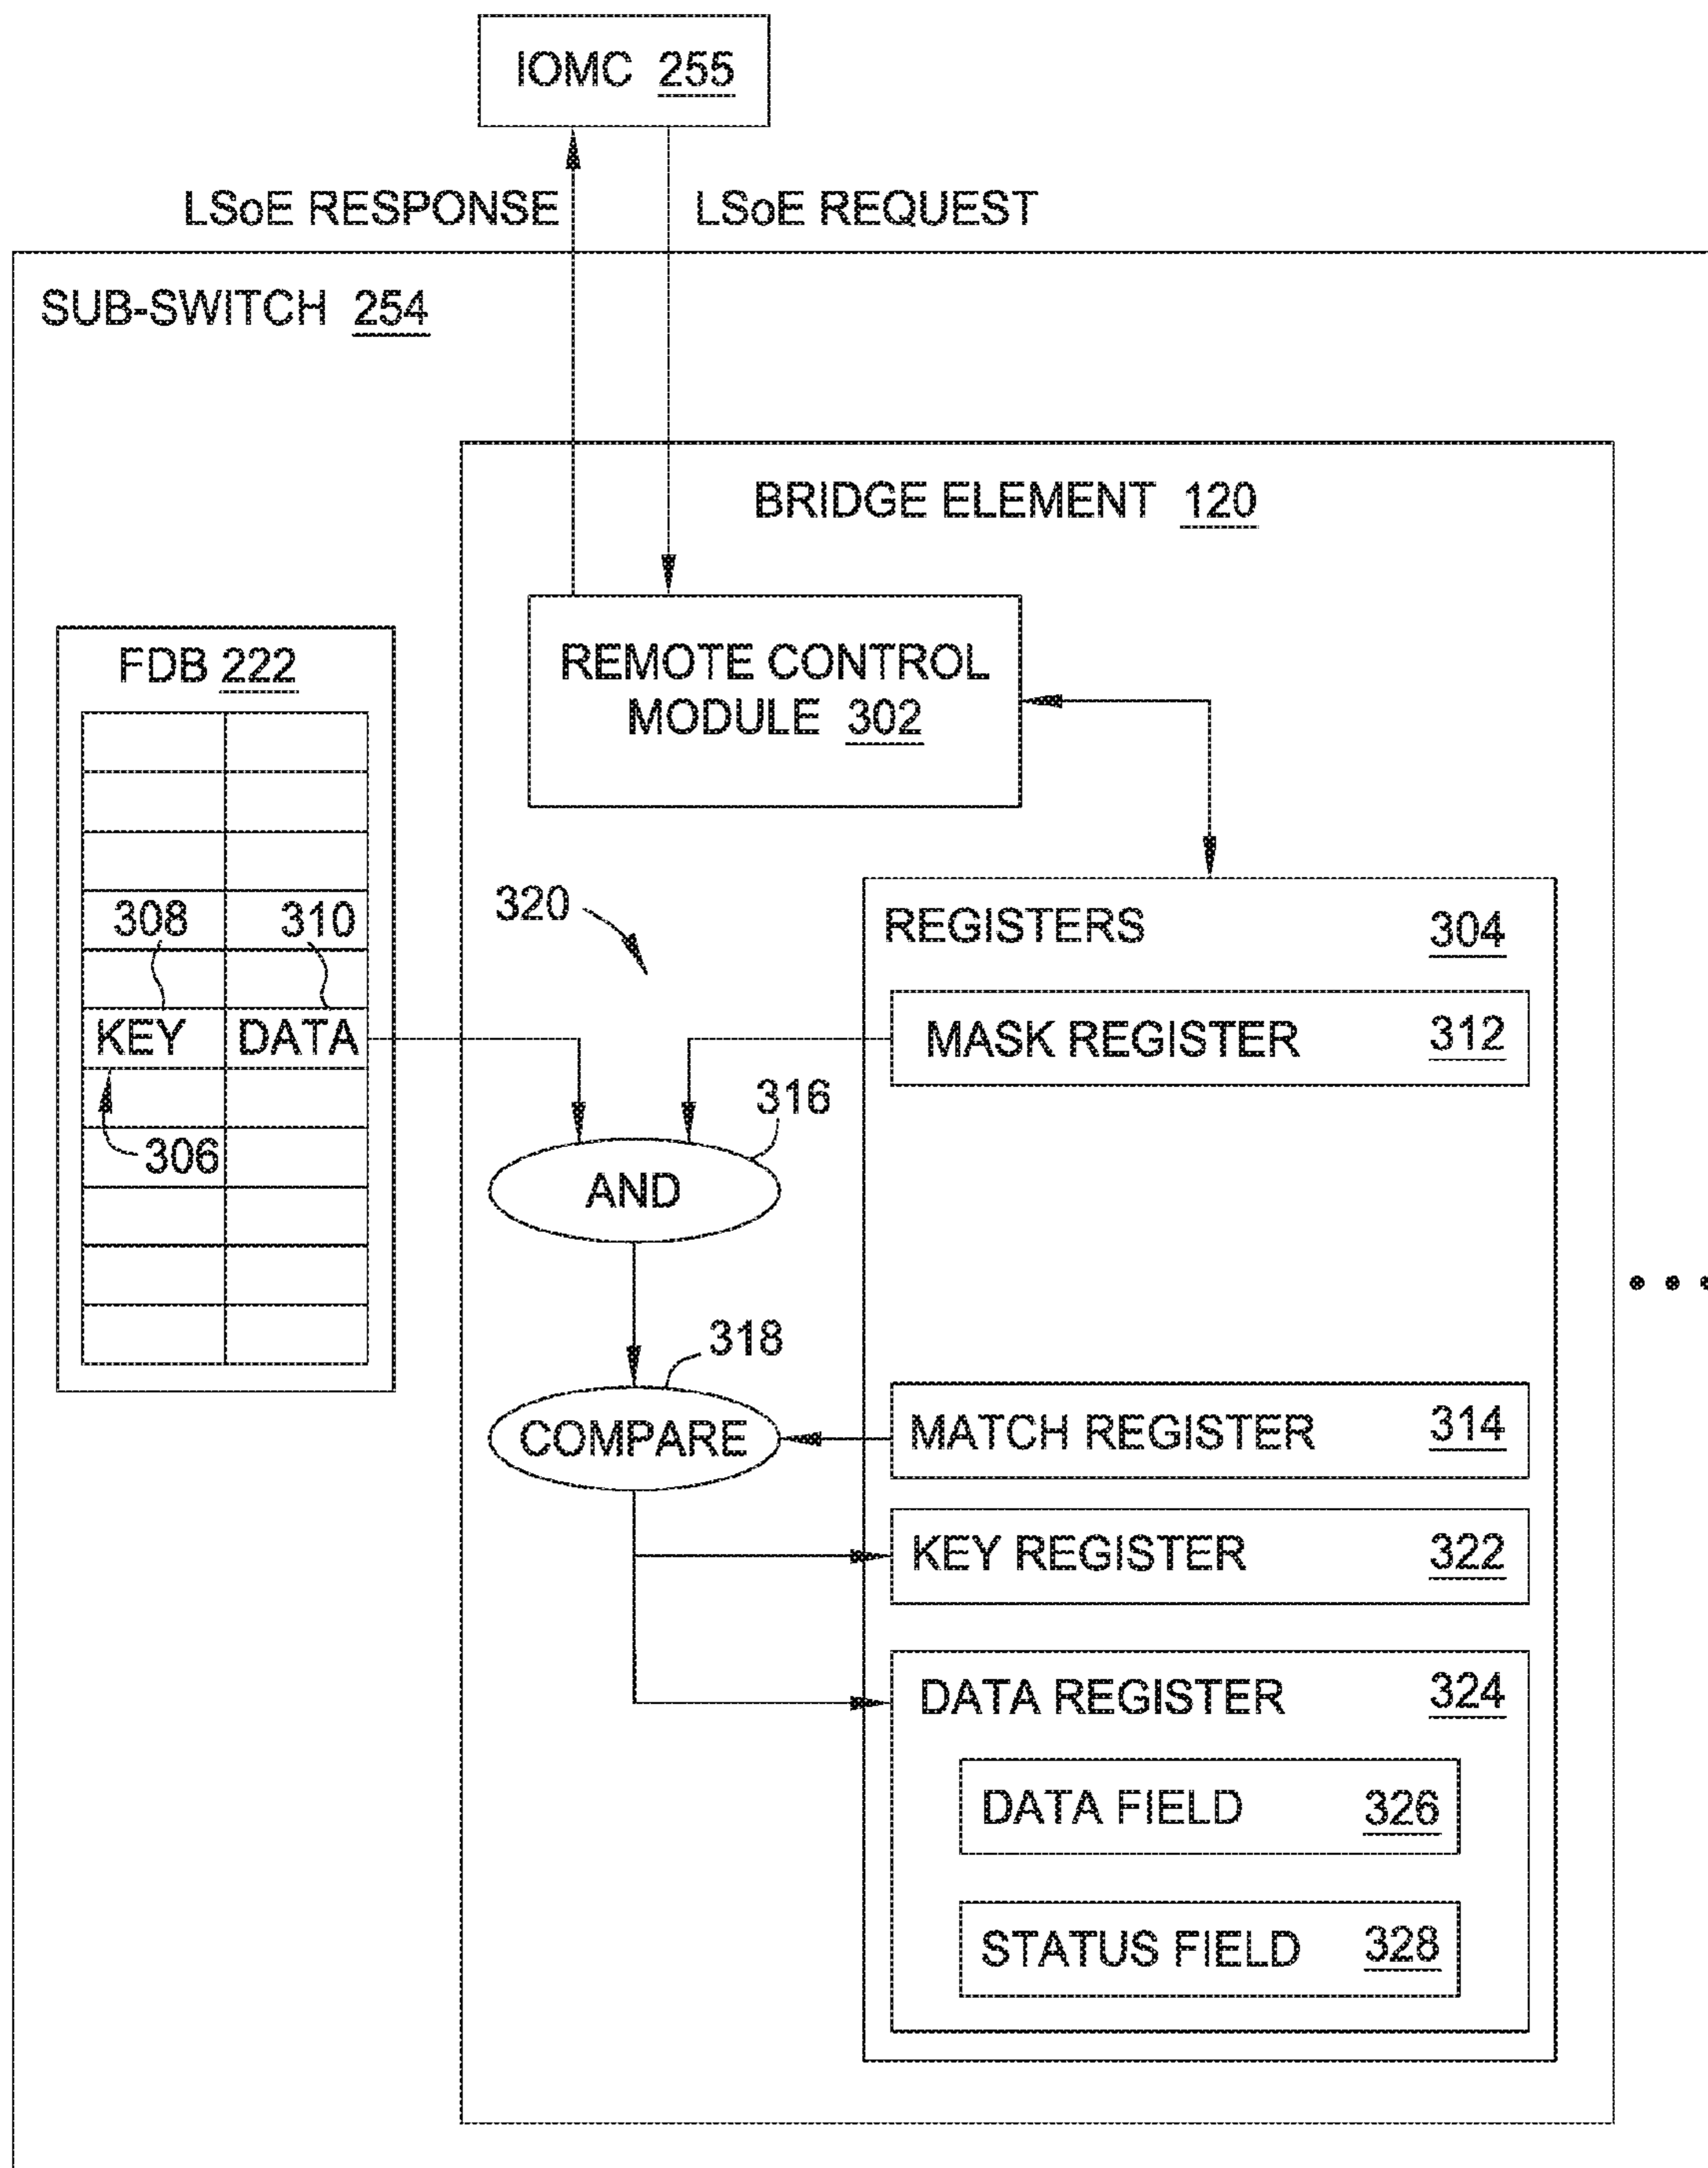 IOMC 255
LSoE RESPONSE
LSoE REQUEST
SUB-SWITCH 254
BRIDGE ELEMENT 120
FDB 222
REMOTE CONTROL
MODULE 302
308
310
320
REGISTERS 304
KEY
DATA
MASK REGISTER 312
316
306
AND
318
COMPARE
MATCH REGISTER 314
KEY REGISTER 322
DATA REGISTER 324
DATA FIELD 326
STATUS FIELD 328